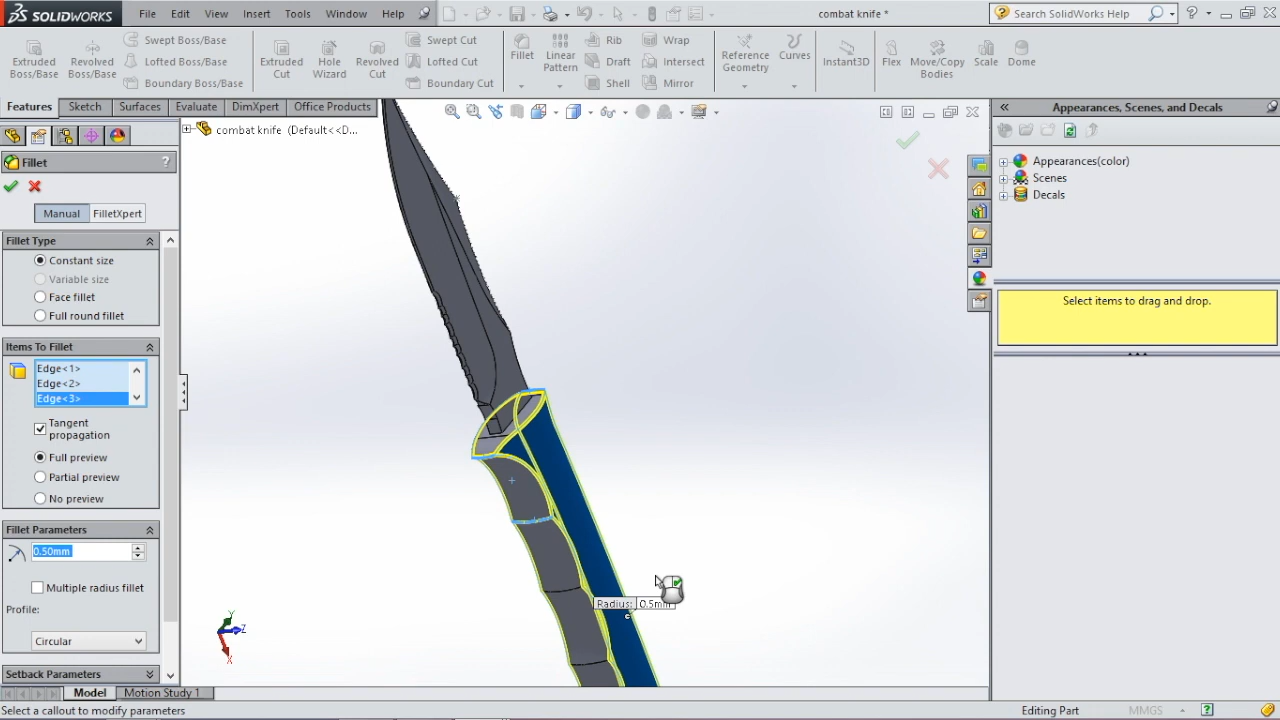 SOLIDWORKS
File Edit View Insert Tools Window Help
combat knife *
Search SolidWorks Help
Extruded Boss/Base
Revolved Boss/Base
Swept Boss/Base
Lofted Boss/Base
Boundary Boss/Base
Extruded Cut
Hole Wizard
Revolved Cut
Swept Cut
Lofted Cut
Boundary Cut
Fillet
Linear Pattern
Rib
Draft
Shell
Wrap
Intersect
Mirror
Reference Geometry
Curves
Instant3D
Flex
Move/Copy Bodies
Scale
Dome
Features Sketch Surfaces Evaluate DimXpert Office Products
combat knife (Default<<D...
Appearances, Scenes, and Decals
Fillet ?
Manual FilletXpert
Fillet Type
Constant size
Variable size
Face fillet
Full round fillet
Items To Fillet
Edge<1>
Edge<2>
Edge<3>
Tangent
propagation
Full preview
Partial preview
No preview
Fillet Parameters
0.50mm
Multiple radius fillet
Profile:
Circular
Setback Parameters
Radius: 0.5mm
Y
Z
X
Appearances(color)
Scenes
Decals
Select items to drag and drop.
Model Motion Study 1
Select a callout to modify parameters
Editing Part MMGS